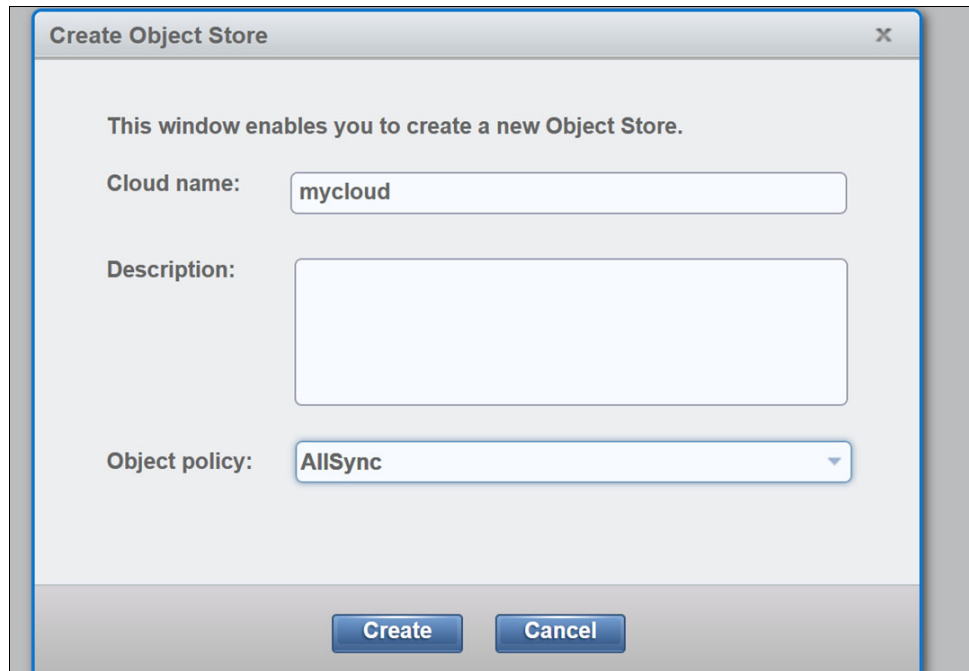 Create Object Store x
This window enables you to create a new Object Store.
Cloud name: mycloud
Description:
Object policy: AllSync
Create Cancel